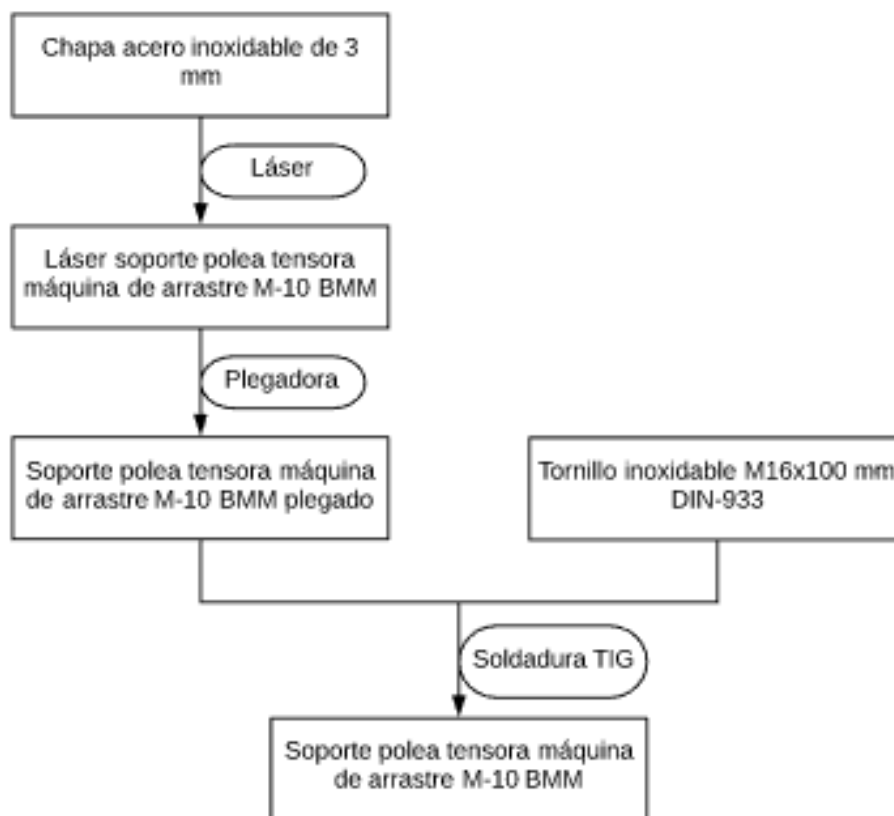 Chapa acero inoxidable de 3
mm
Láser
Láser soporte polea tensora
máquina de arrastre M-10 BMM
Plegadora
Soporte polea tensora máquina
de arrastre M-10 BMM plegado
Tornillo inoxidable M16x100 mm
DIN-933
Soldadura TIG
Soporte polea tensora máquina
de arrastre M-10 BMM